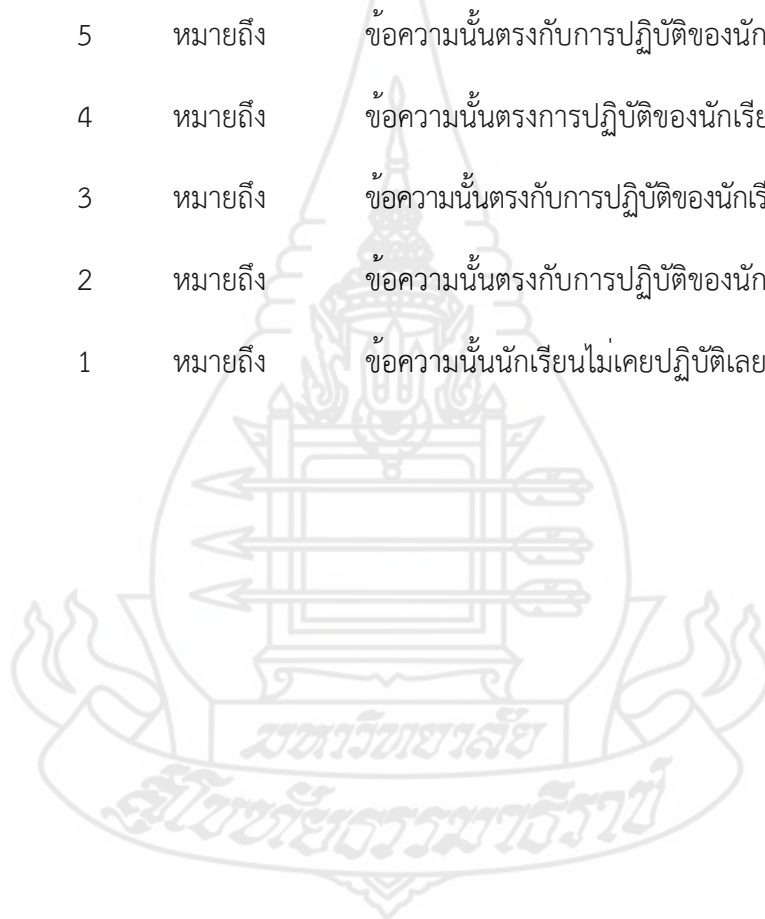 5 หมายถึง ข้อความนั้นตรงกับการปฏิบัติของนัก
4 หมายถึง ข้อความนั้นตรงการปฏิบัติของนักเรีย
3 หมายถึง ข้อความนั้นตรงกับการปฏิบัติของนักเรี
2 หมายถึง ข้อความนั้นตรงกับการปฏิบัติของนัก
1 หมายถึง ข้อความนั้นนักเรียนไม่เคยปฏิบัติเลย
มหาวิทยาลัย
สุโขทัยธรรมาธิราช